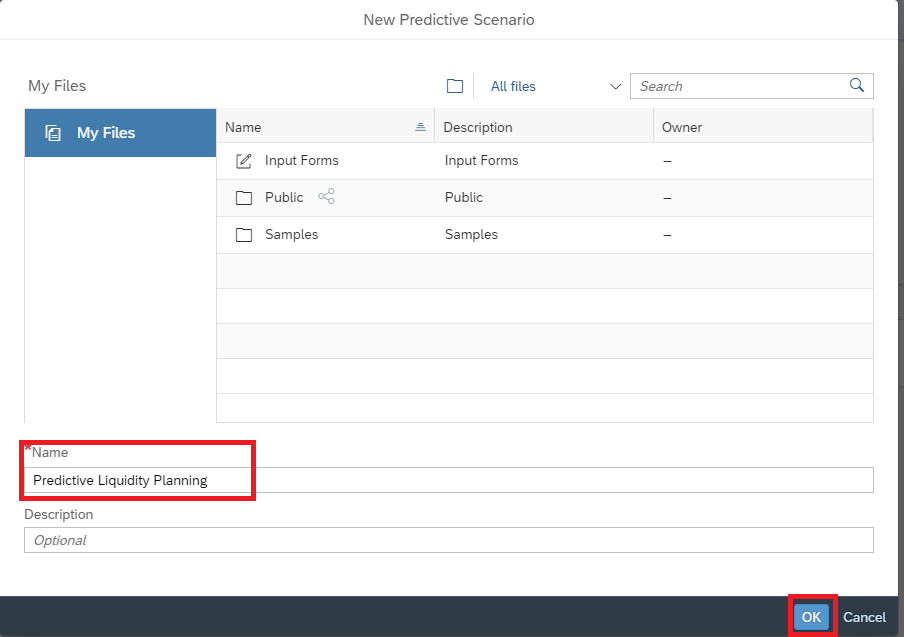 New Predictive Scenario
My Files
All files
Search
My Files
Name Description Owner
Input Forms Input Forms –
Public Public –
Samples Samples –
*Name
Predictive Liquidity Planning
Description
Optional
OK Cancel